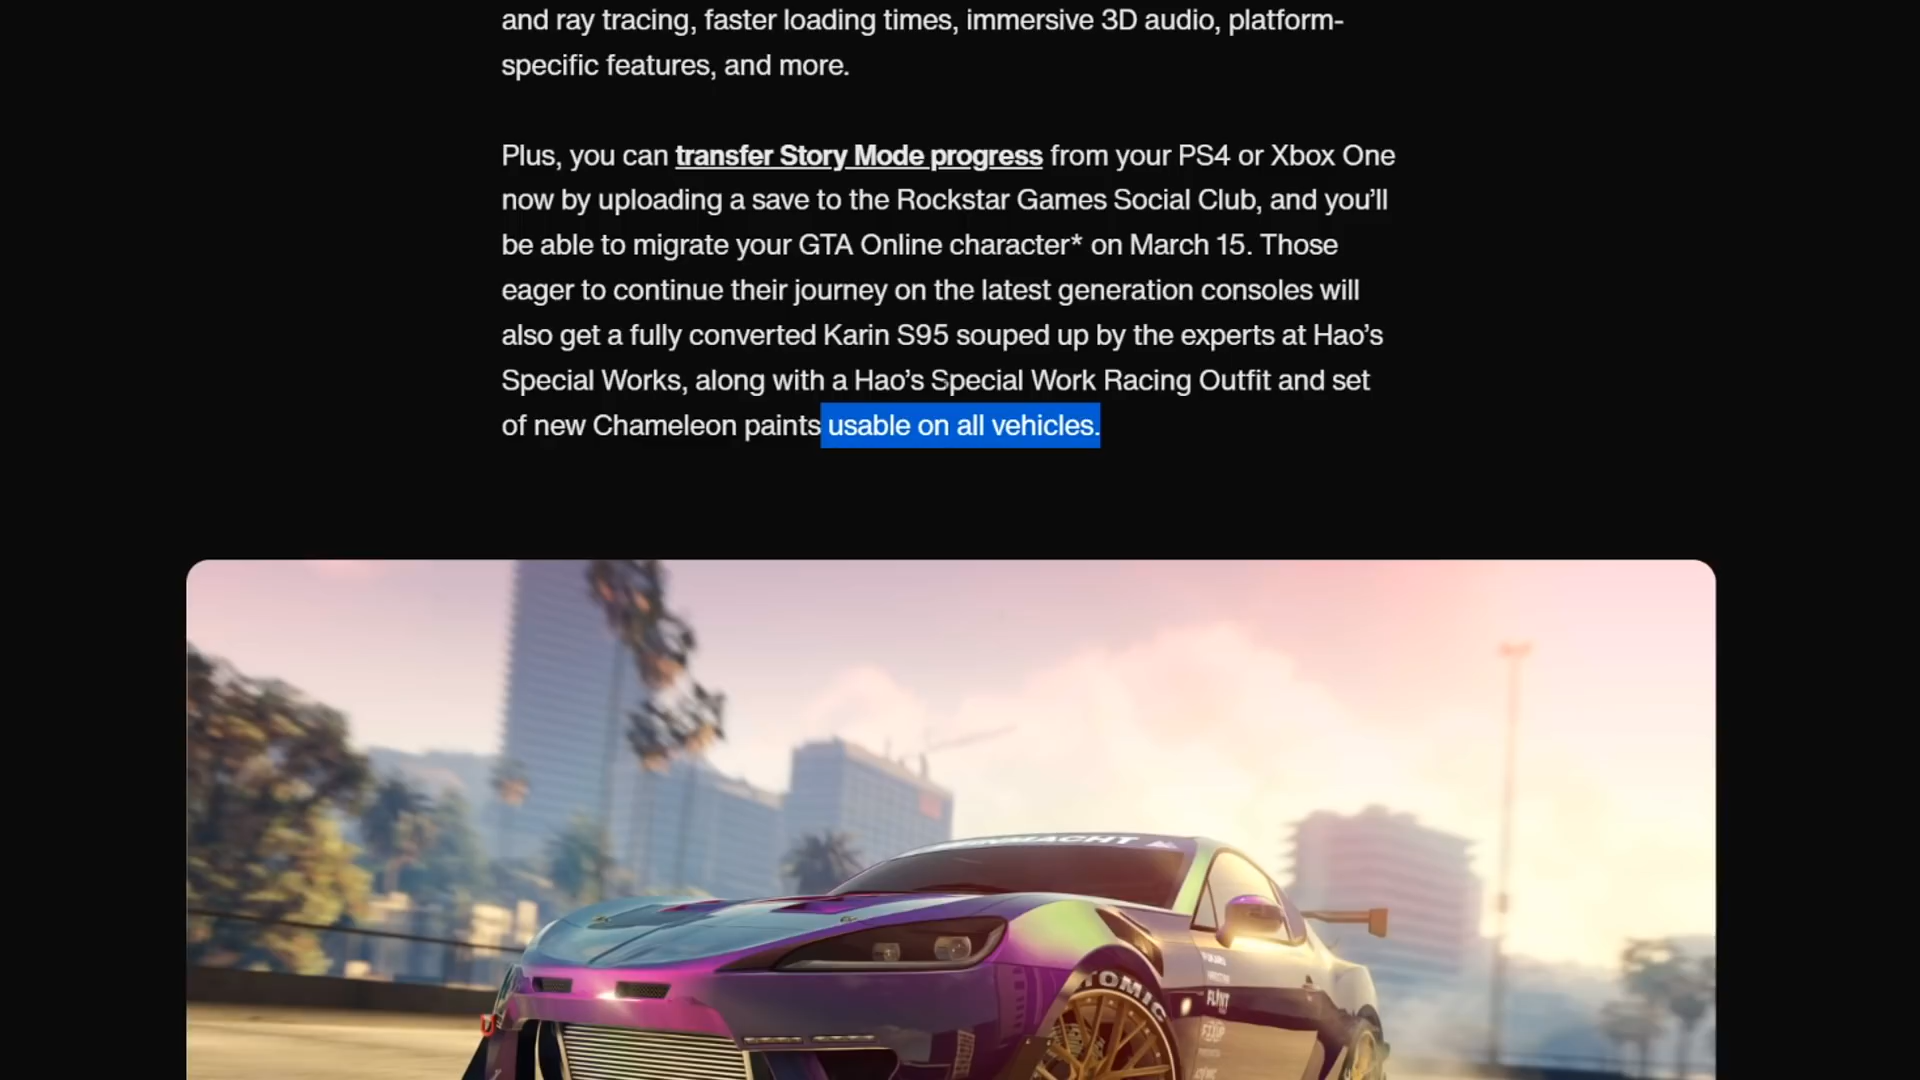 and ray tracing, faster loading times, immersive 3D audio, platform-
specific features, and more.
Plus, you can transfer Story Mode progress from your PS4 or Xbox One
now by uploading a save to the Rockstar Games Social Club, and you’ll
be able to migrate your GTA Online character* on March 15. Those
eager to continue their journey on the latest generation consoles will
also get a fully converted Karin S95 souped up by the experts at Hao’s
Special Works, along with a Hao’s Special Work Racing Outfit and set
of new Chameleon paints usable on all vehicles.
ATOMIC